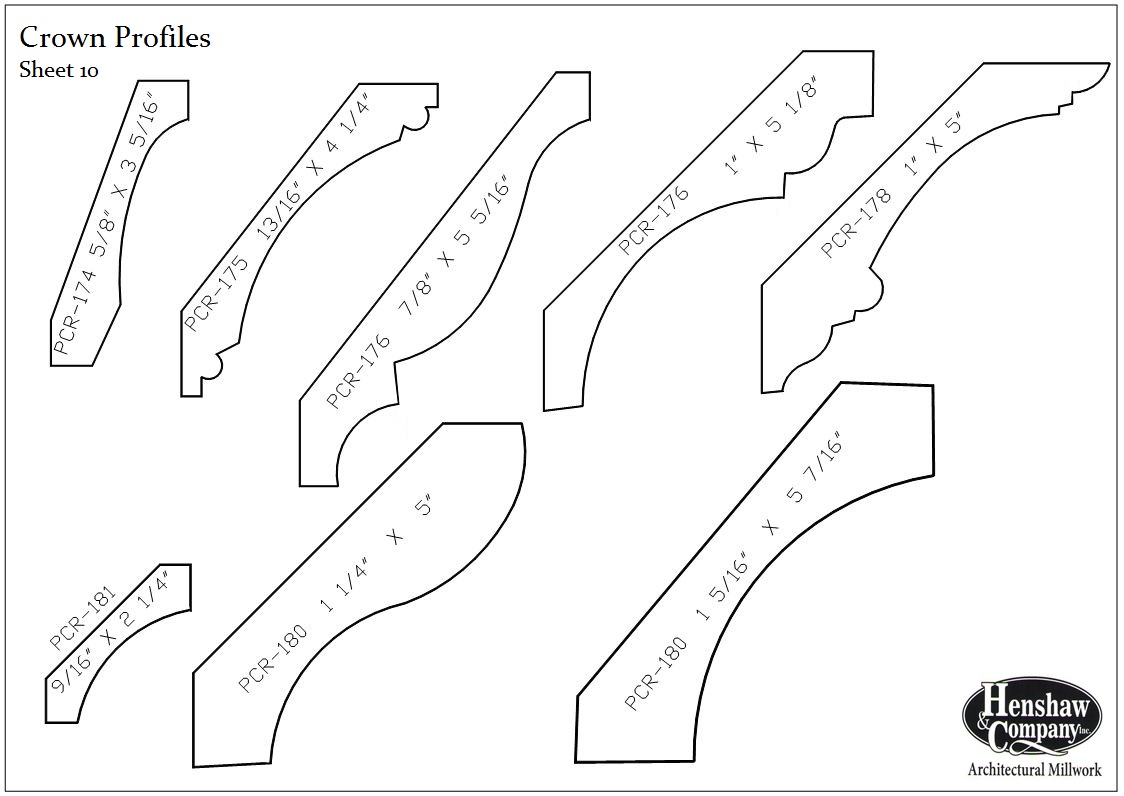 Crown Profiles
Sheet 10
PCR-174 5/8" X 3 5/16"
PCR-175 13/16" X 4 1/4"
PCR-176 7/8" X 5 5/16"
PCR-176 1" X 5 1/8"
PCR-178 1" X 5"
PCR-181
9/16" X 2 1/4"
PCR-180 1 1/4" X 5"
PCR-180 1 5/16" X 5 7/16"
Henshaw
& Company Inc.
Architectural Millwork